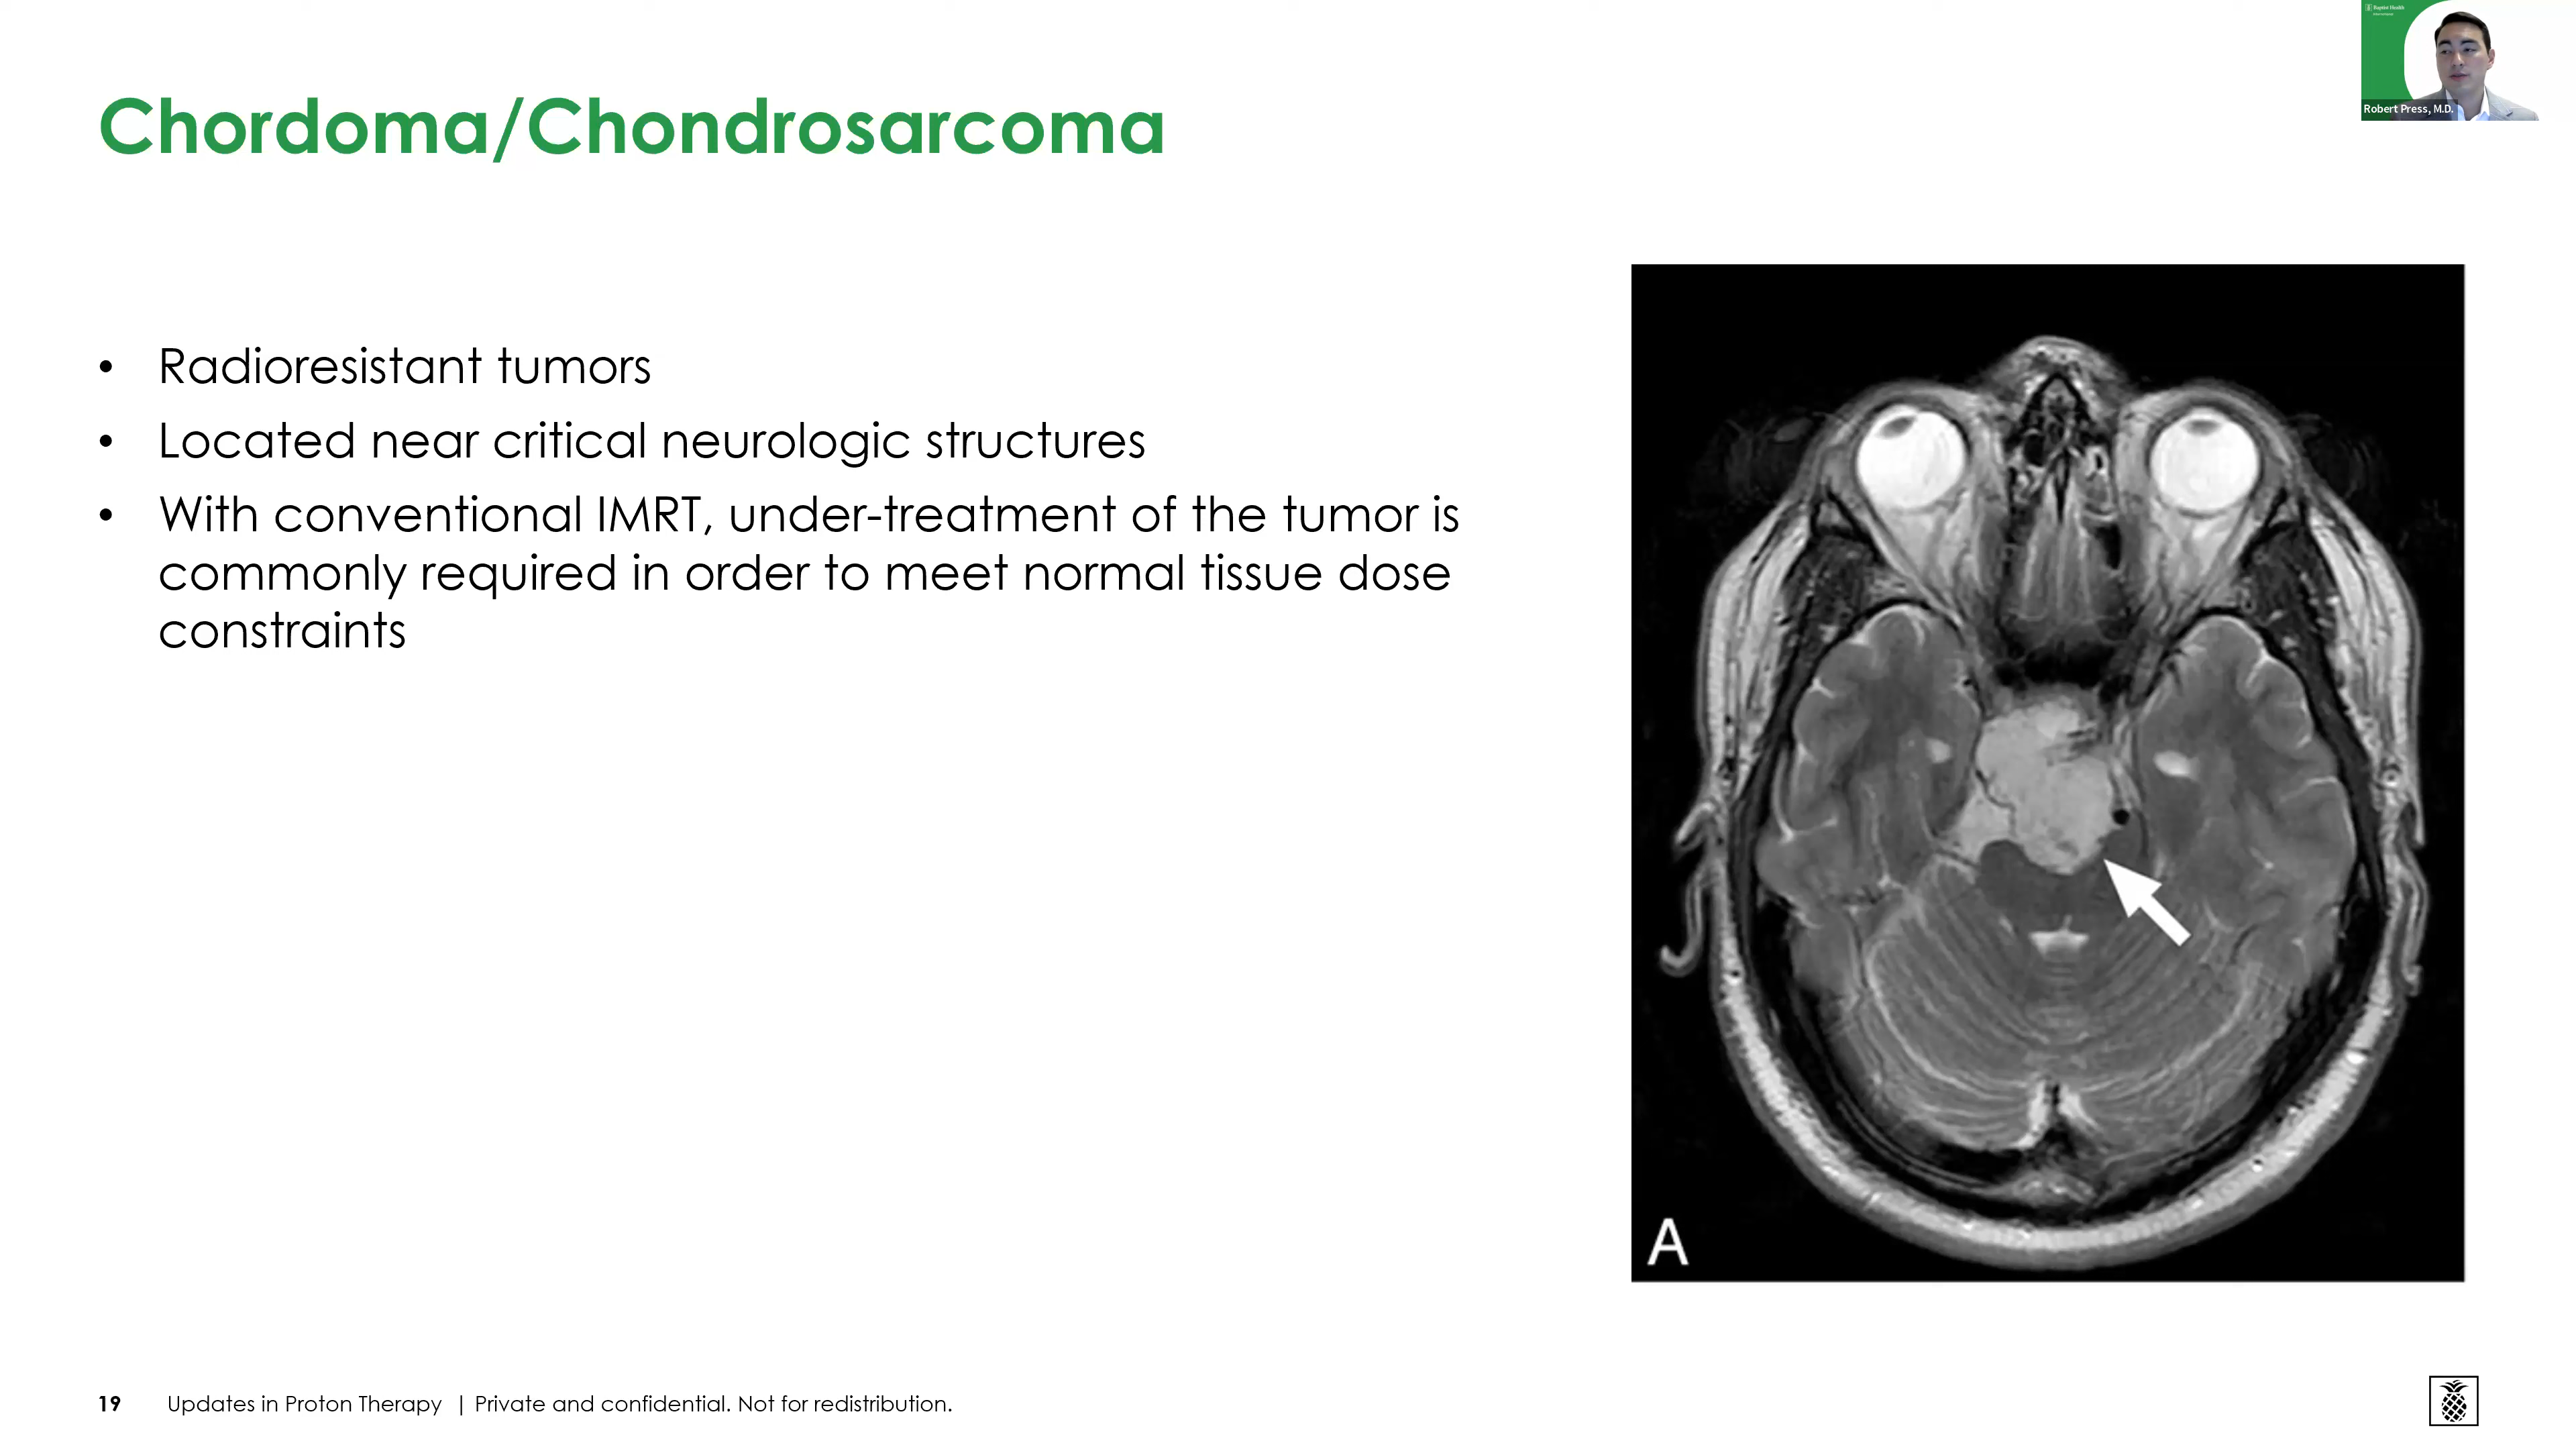 Baptist Health
Robert Press, M.D.
Chordoma/Chondrosarcoma
• Radioresistant tumors
• Located near critical neurologic structures
• With conventional IMRT, under-treatment of the tumor is
commonly required in order to meet normal tissue dose
constraints
A
19 Updates in Proton Therapy | Private and confidential. Not for redistribution.